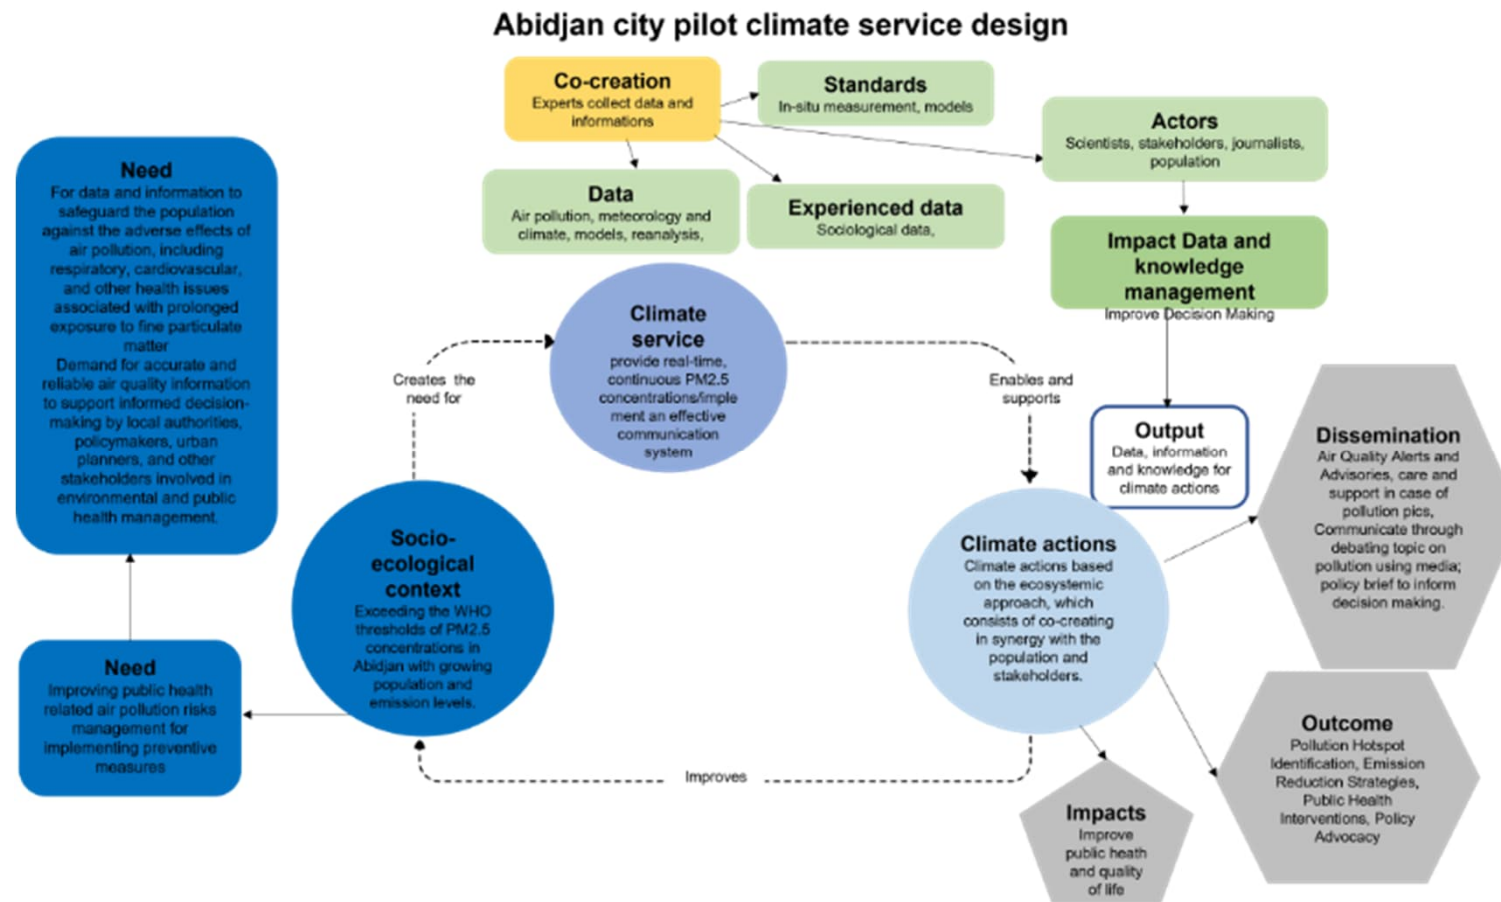 Abidjan city pilot climate service design
Co-creation
Experts collect data and
informations
Standards
In-situ measurement, models
Actors
Scientists, stakeholders, journalists,
population
Data
Air pollution, meteorology and
climate, models, reanalysis,
Experienced data
Sociological data,
Impact Data and
knowledge
management
Improve Decision Making
Need
For data and information to
safeguard the population
against the adverse effects of
air pollution, including
respiratory, cardiovascular,
and other health issues
associated with prolonged
exposure to fine particulate
matter
Demand for accurate and
reliable air quality information
to support informed decision-
making by local authorities,
policymakers, urban
planners, and other
stakeholders involved in
environmental and public
health management.
Climate
service
provide real-time,
continuous PM2.5
concentrations/imple
ment an effective
communication
system
Creates the
need for
Enables and
supports
Output
Data, information
and knowledge for
climate actions
Dissemination
Air Quality Alerts and
Advisories, care and
support in case of
pollution pics,
Communicate through
debating topic on
pollution using media;
policy brief to inform
decision making.
Socio-
ecological
context
Exceeding the WHO
thresholds of PM2.5
concentrations in
Abidjan with growing
population and
emission levels.
Climate actions
Climate actions based
on the ecosystemic
approach, which
consists of co-creating
in synergy with the
population and
stakeholders.
Need
Improving public health
related air pollution risks
management for
implementing preventive
measures
Improves
Outcome
Pollution Hotspot
Identification, Emission
Reduction Strategies,
Public Health
Interventions, Policy
Advocacy
Impacts
Improve
public heath
and quality
of life